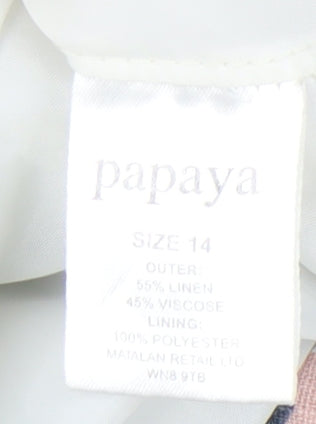 papaya
SIZE 14
OUTER:
55% LINEN
45% VISCOSE
LINING:
100% POLYESTER
MATALAN RETAIL LTD
WN8 9TB